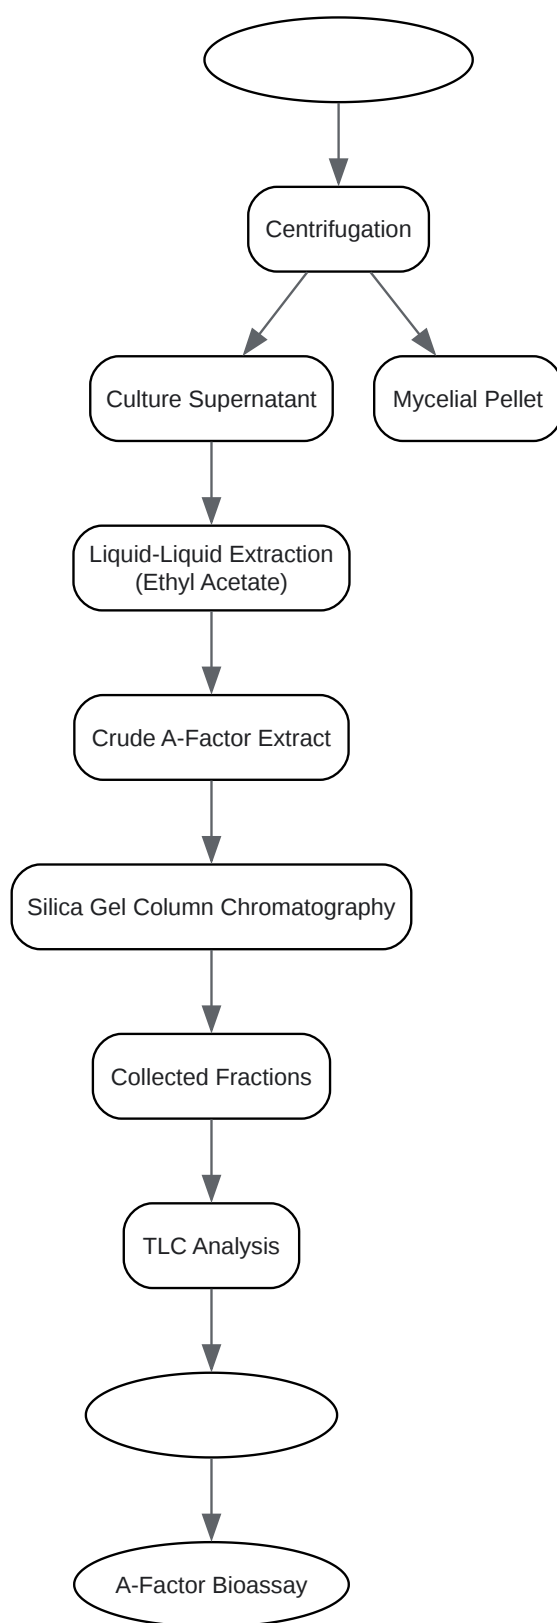 Centrifugation
Culture Supernatant
Mycelial Pellet
Liquid-Liquid Extraction
(Ethyl Acetate)
Crude A-Factor Extract
Silica Gel Column Chromatography
Collected Fractions
TLC Analysis
A-Factor Bioassay